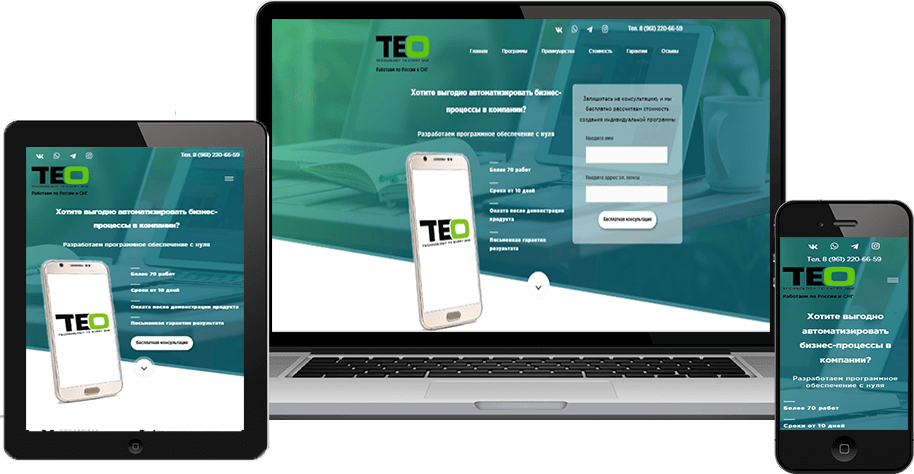 Тел. 8 (961) 220-66-59
TEO
TECHNOLOGY TO EVERY ONE
Работаем по России и СНГ
Главная Программы Преимущества Стоимость Гарантия Отзывы
Хотите выгодно автоматизировать бизнес-
процессы в компании?
Разработаем программное обеспечение с нуля
Более 70 работ
Сроки от 10 дней
Оплата после демонстрации
продукта
Письменная гарантия
результата
TEO
TECHNOLOGY TO EVERY ONE
Запишитесь на консультацию, и мы
бесплатно рассчитаем стоимость
создания индивидуальной программы
Введите имя
Введите адрес эл. почты
Бесплатная консультация
Тел. 8 (961) 220-66-59
TEO
TECHNOLOGY TO EVERY ONE
Работаем по России и СНГ
Хотите выгодно автоматизировать бизнес-
процессы в компании?
Разработаем программное обеспечение с нуля
Более 70 работ
Сроки от 10 дней
Оплата после демонстрации продукта
Письменная гарантия результата
Бесплатная консультация
TEO
TECHNOLOGY TO EVERY ONE
Тел. 8 (961) 220-66-59
TEO
TECHNOLOGY TO EVERY ONE
Работаем по России и СНГ
Хотите выгодно
автоматизировать
бизнес-процессы в
компании?
Разработаем программное
обеспечение с нуля
Более 70 работ
Сроки от 10 дней